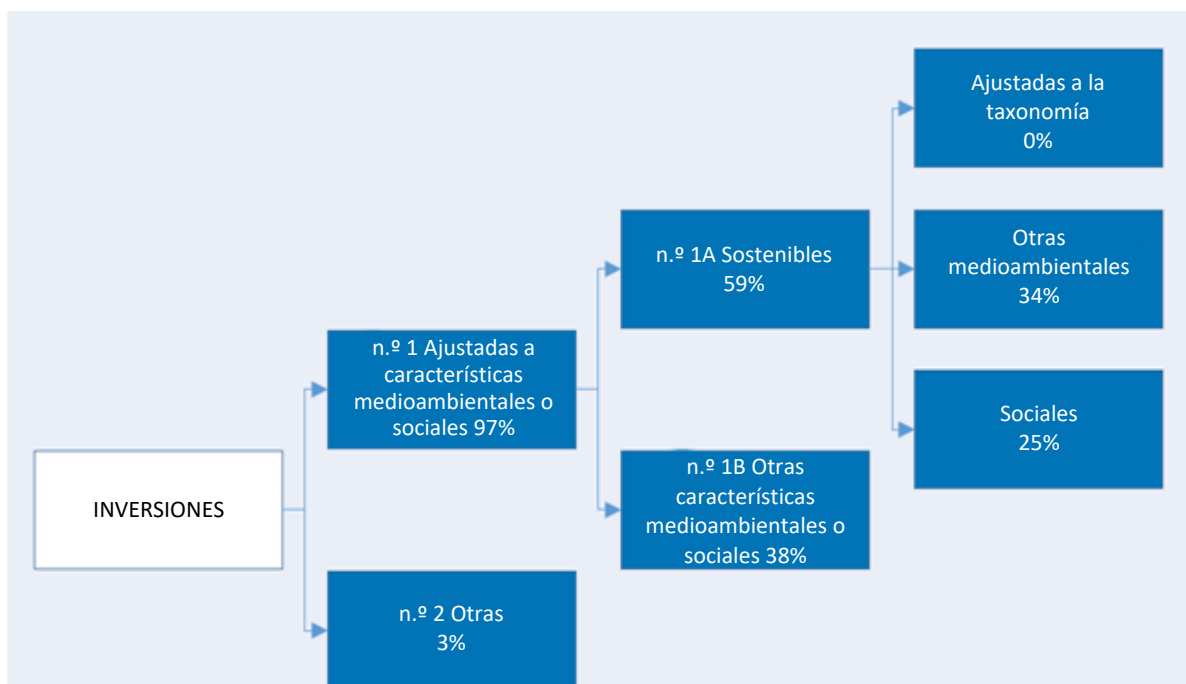 INVERSIONES
n.º 1 Ajustadas a
características
medioambientales o
sociales 97%
n.º 2 Otras
3%
n.º 1A Sostenibles
59%
n.º 1B Otras
características
medioambientales o
sociales 38%
Ajustadas a la
taxonomía
0%
Otras
medioambientales
34%
Sociales
25%